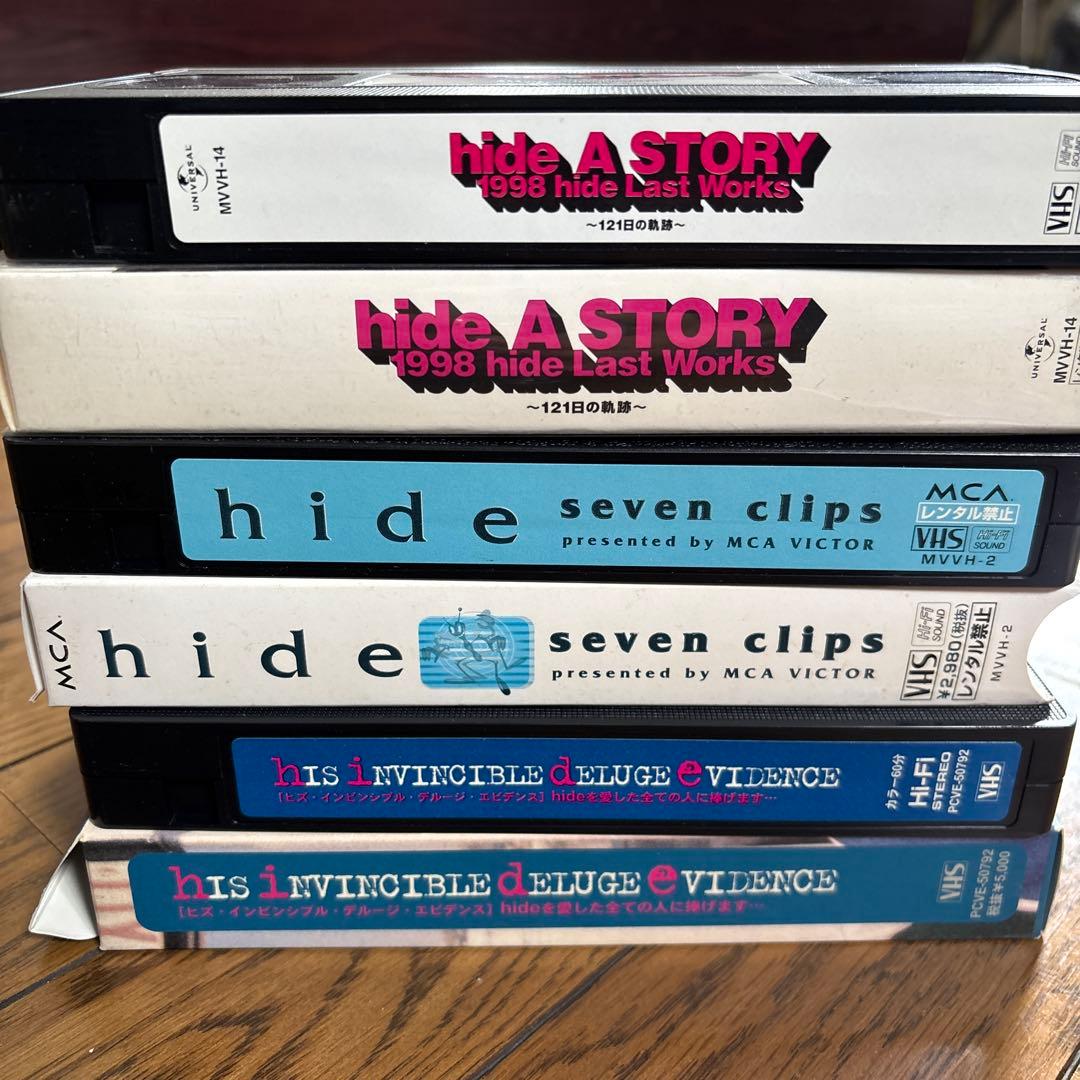 UNIVERSAL
MVVH-14
hide A STORY
1998 hide Last Works
～121日の軌跡～
Hi-Fi
SOUND
VHS
hide A STORY
1998 hide Last Works
～121日の軌跡～
UNIVERSAL
MVVH-14
hide
seven clips
presented by MCA VICTOR
MCA
レンタル禁止
VHS
Hi-Fi
SOUND
MVVH-2
MCA
hide
seven clips
presented by MCA VICTOR
VHS
Hi-Fi
SOUND
¥2,980(税抜)
レンタル禁止
MVVH-2
hIS iNVINCIBLE dELUGE eVIDENCE
[ヒズ・インビンシブル・デルージ・エビデンス] hideを愛した全ての人に捧げます…
カラー60分
Hi-Fi
STEREO
PCVE-50792
VHS
hIS iNVINCIBLE dELUGE eVIDENCE
[ヒズ・インビンシブル・デルージ・エビデンス] hideを愛した全ての人に捧げます…
VHS
PCVE-50792
税抜¥5,000